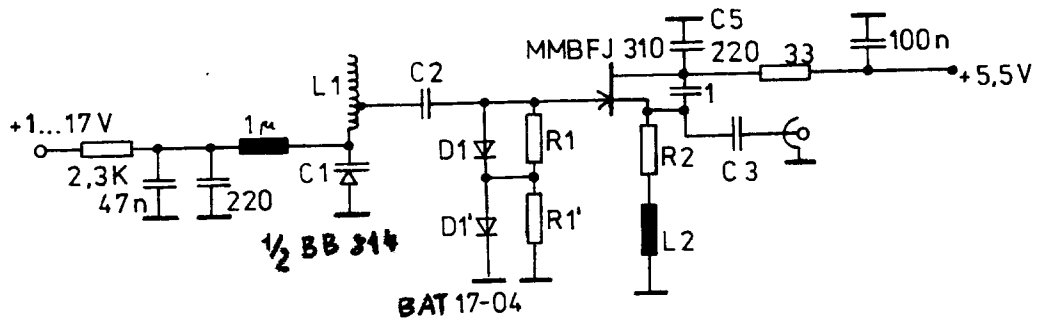 +1...17 V
2,3K
47n
220
1μ
L1
C1
½ BB 814
C2
D1
D1'
R1
R1'
BAT 17-04
MMBFJ 310
C5
220
1
33
100n
+5,5V
R2
L2
C3